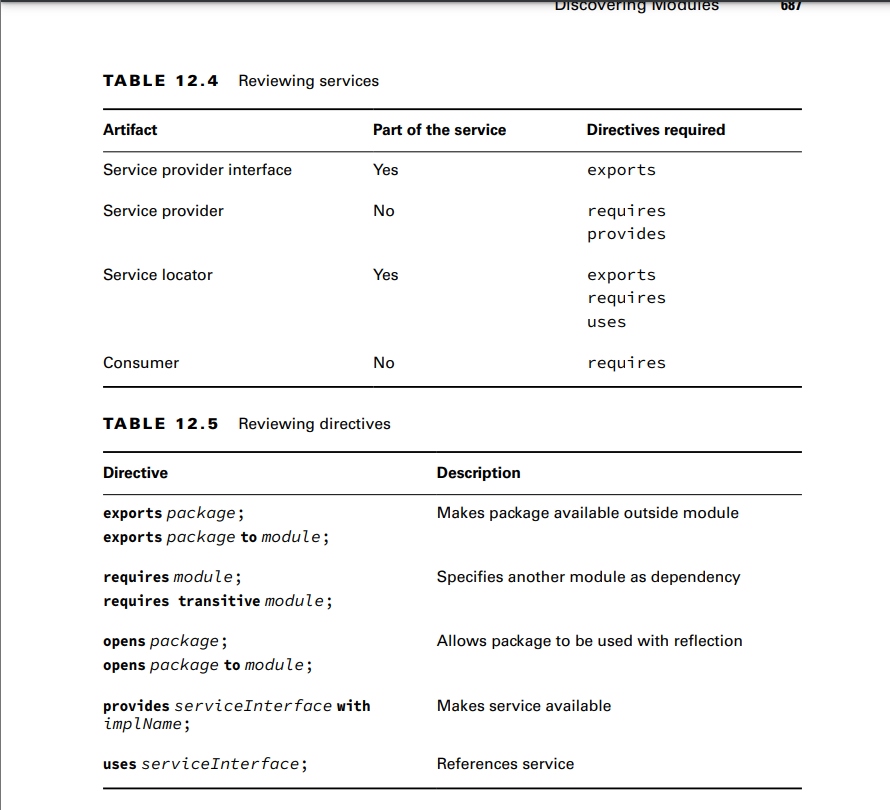 Discovering Modules 687
TABLE 12.4 Reviewing services
Artifact Part of the service Directives required
Service provider interface Yes exports
Service provider No requires
provides
Service locator Yes exports
requires
uses
Consumer No requires
TABLE 12.5 Reviewing directives
Directive Description
exports package; Makes package available outside module
exports package to module;
requires module; Specifies another module as dependency
requires transitive module;
opens package; Allows package to be used with reflection
opens package to module;
provides serviceInterface with Makes service available
implName;
uses serviceInterface; References service